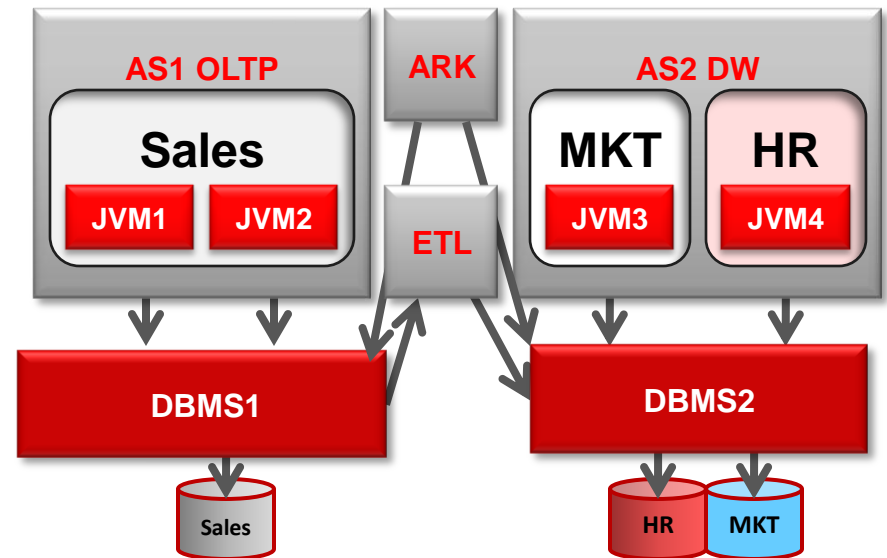 AS1 OLTP
ARK
AS2 DW
Sales
MKT
HR
JVM1
JVM2
JVM3
JVM4
ETL
DBMS1
DBMS2
Sales
HR
MKT